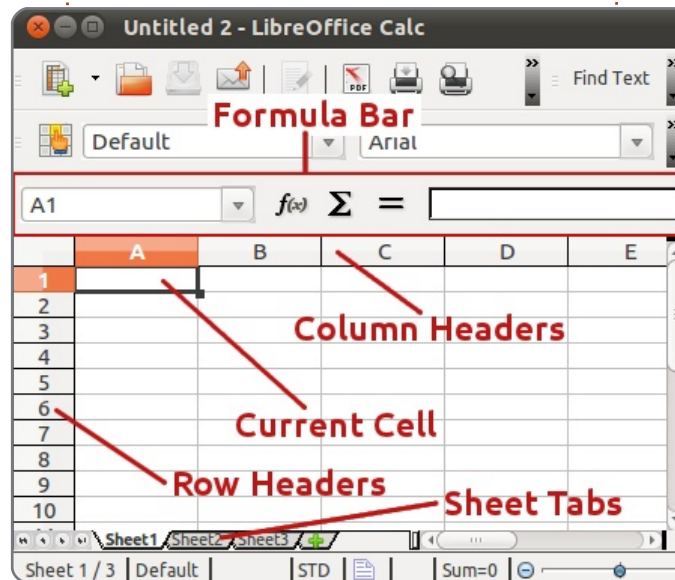 Untitled 2 - LibreOffice Calc
PDF
Find Text
Formula Bar
Default
Arial
A1
f(x) Σ =
A B C D E
1
2
3
Column Headers
4
5
6
Current Cell
7
8
9
Row Headers
10
Sheet Tabs
Sheet1 Sheet2 Sheet3
Sheet 1 / 3 Default STD Sum=0